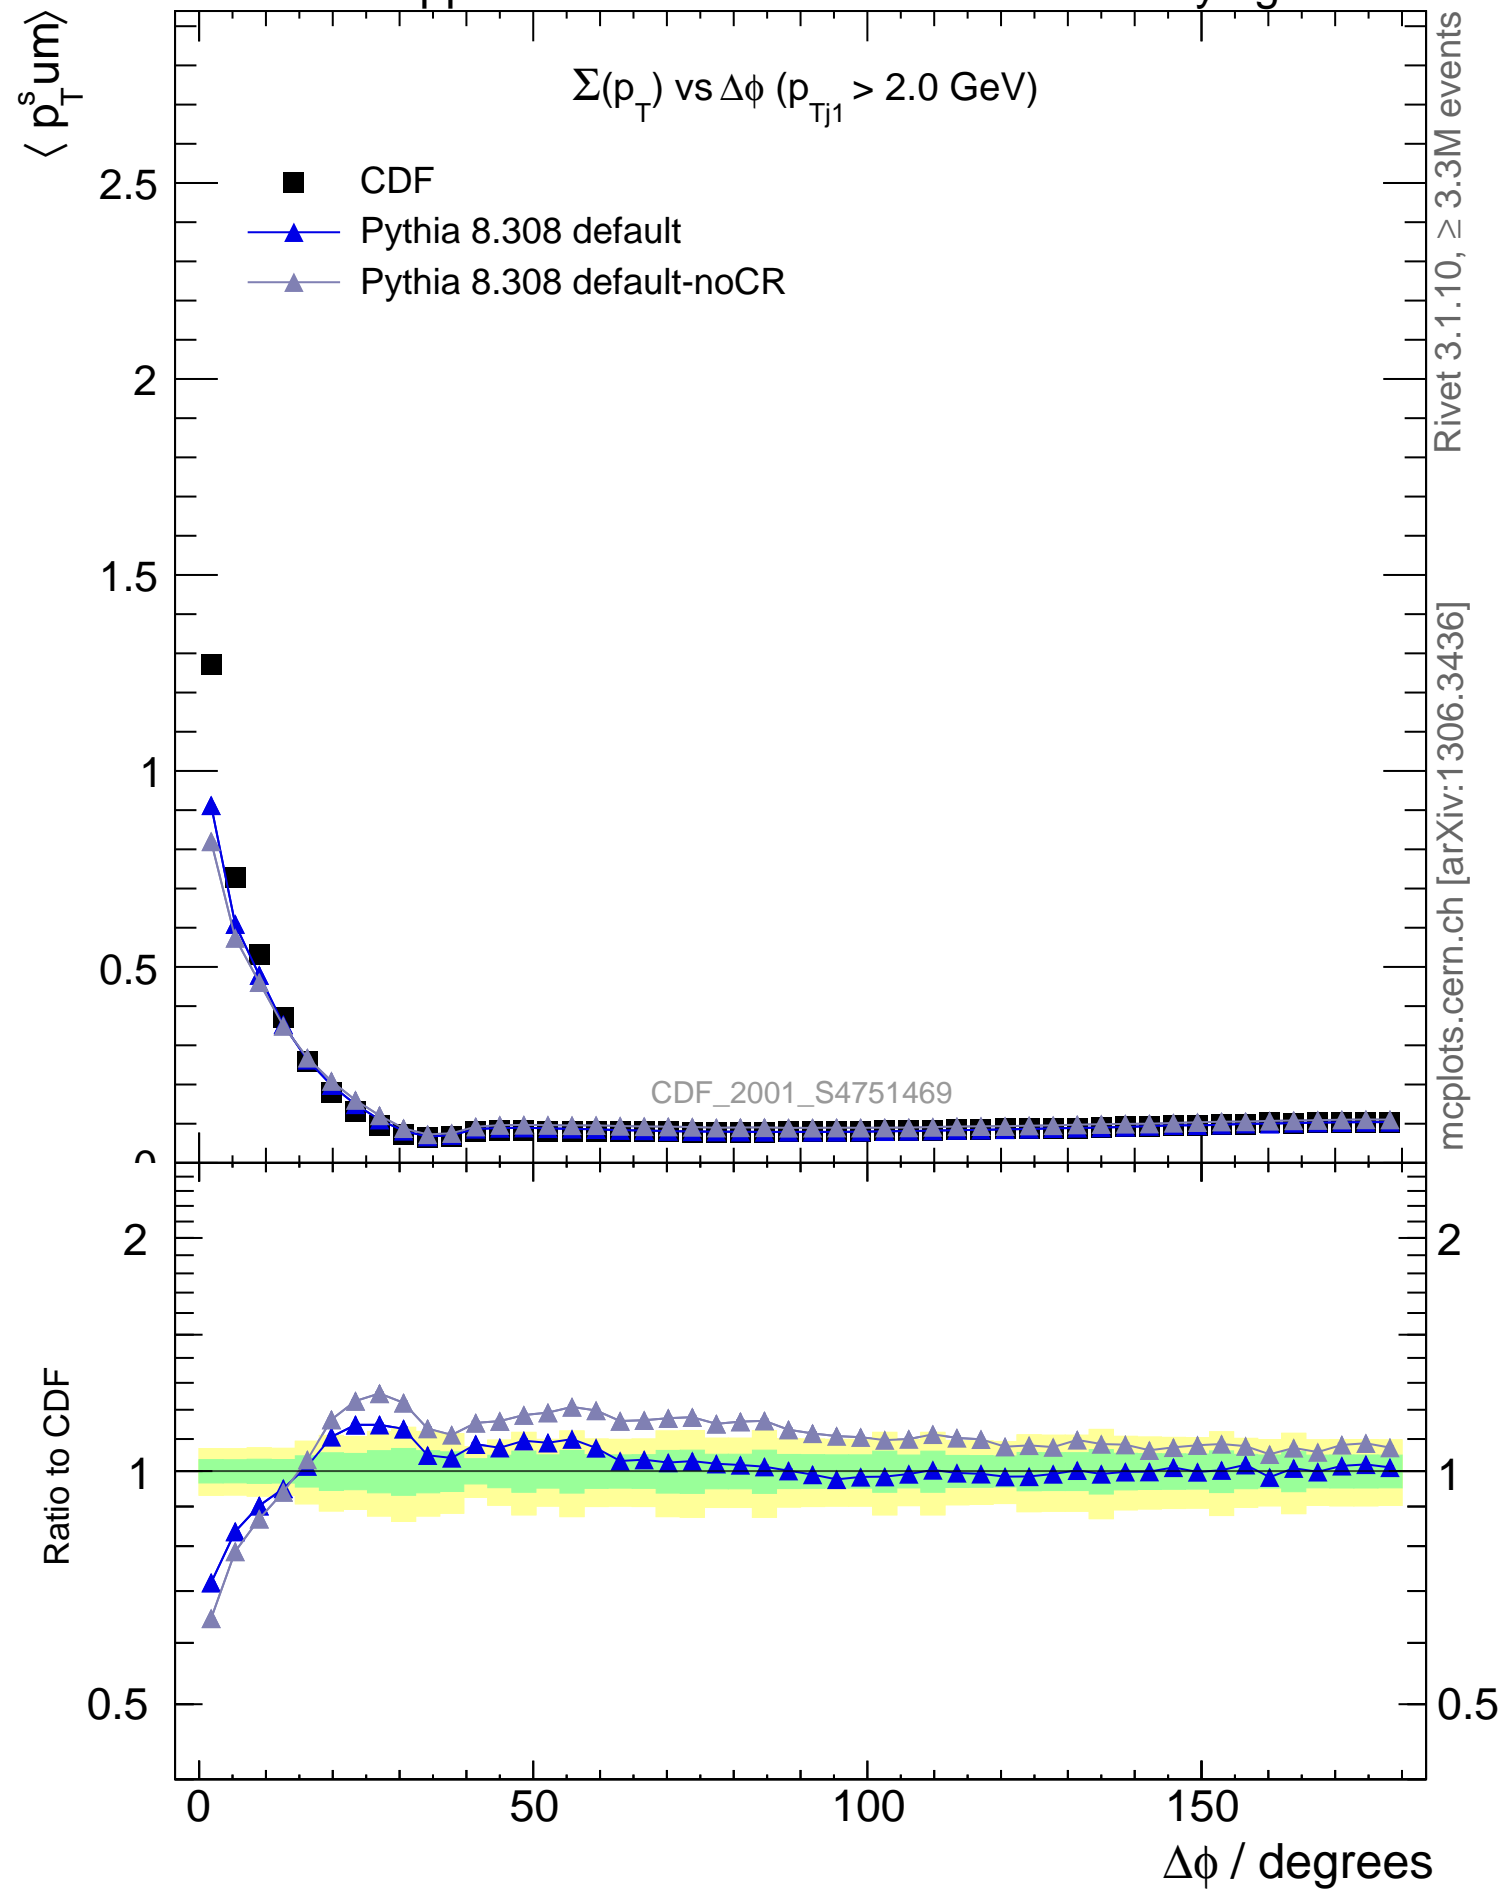 ⟨ p_T^sum⟩
Σ(p_T) vs Δϕ (p_Tj1 > 2.0 GeV)
CDF
Pythia 8.308 default
Pythia 8.308 default-noCR
2.5
2
1.5
1
0.5
0
CDF_2001_S4751469
Rivet 3.1.10, ≥ 3.3M events
mcplots.cern.ch [arXiv:1306.3436]
Ratio to CDF
2
1
0.5
2
1
0.5
0
50
100
150
Δϕ / degrees